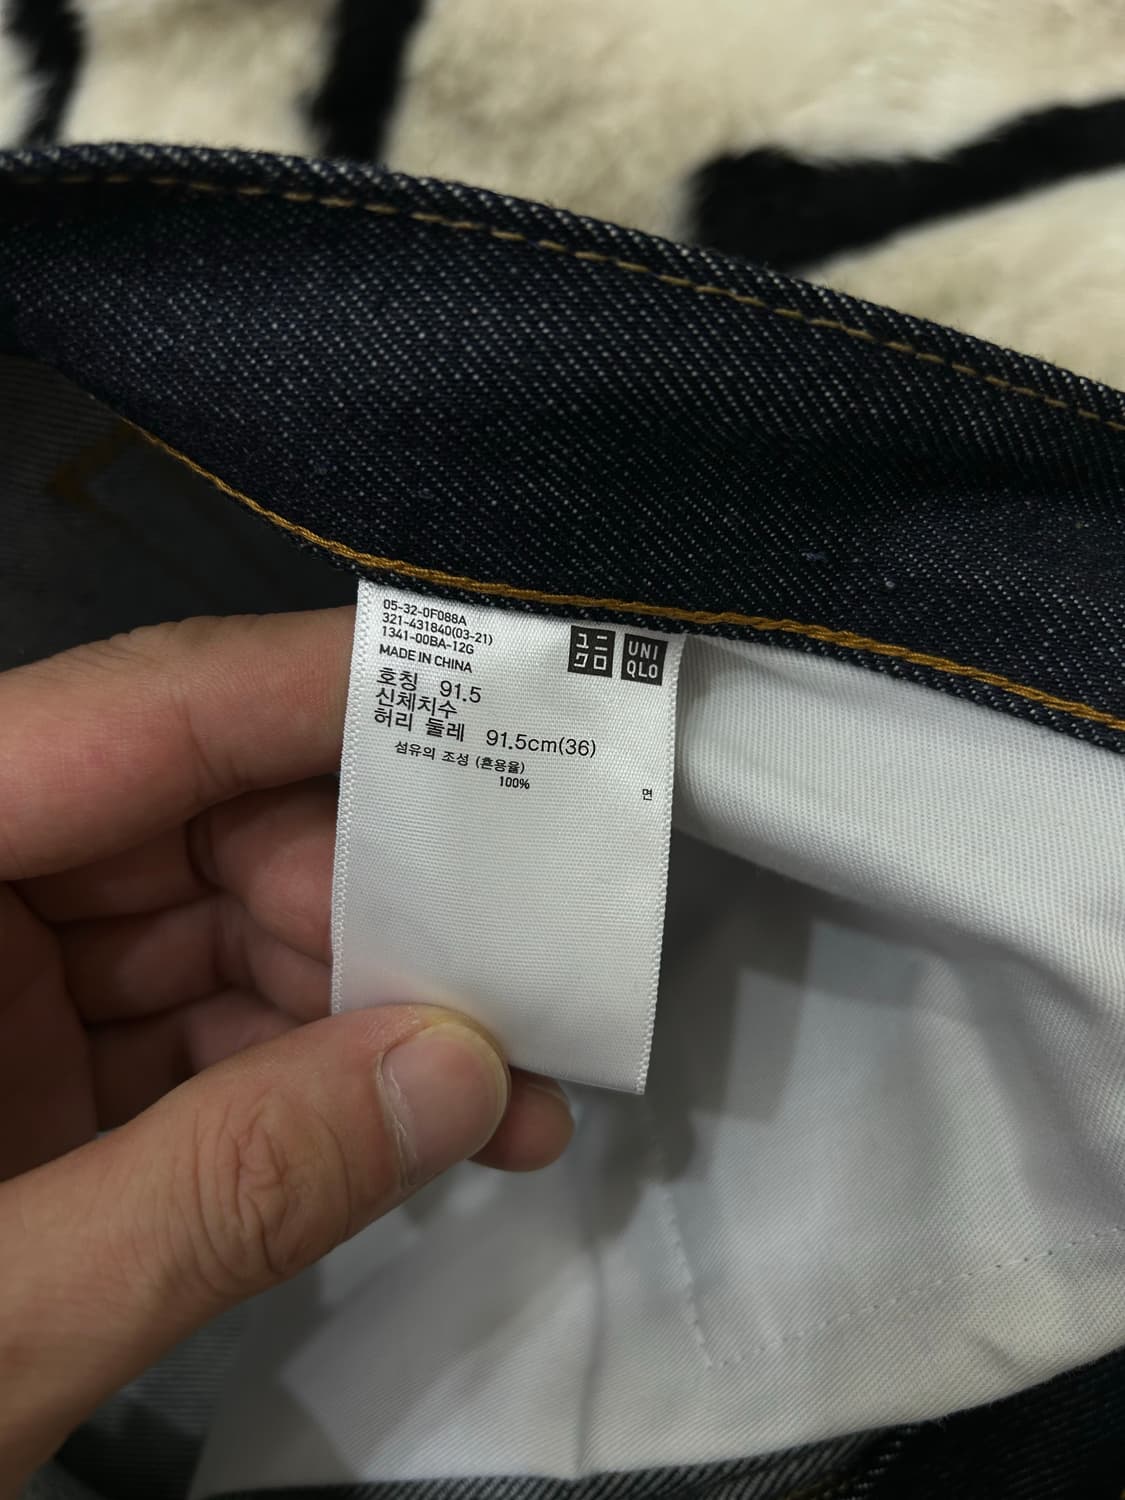 05-32-0F088A
321-431840(03-21)
1341-00BA-12G
MADE IN CHINA
ユニクロ
UNIQLO
호칭 91.5
신체치수
허리 둘레 91.5cm(36)
섬유의 조성 (혼용율)
100% 면